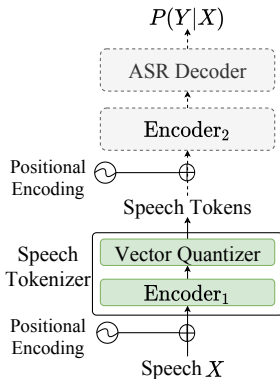 P(Y|X)
ASR Decoder
Encoder₂
Positional
Encoding
Speech Tokens
Speech
Tokenizer
Vector Quantizer
Encoder₁
Positional
Encoding
Speech X